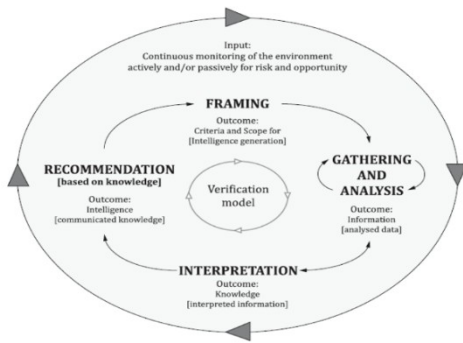 Input:
Continuous monitoring of the environment
actively and/or passively for risk and opportunity
FRAMING
Outcome:
Criteria and Scope for
[Intelligence generation]
RECOMMENDATION
[based on knowledge]
Outcome:
Intelligence
[communicated knowledge]
Verification
model
GATHERING
AND
ANALYSIS
Outcome:
Information
[analysed data]
INTERPRETATION
Outcome:
Knowledge
[interpreted information]